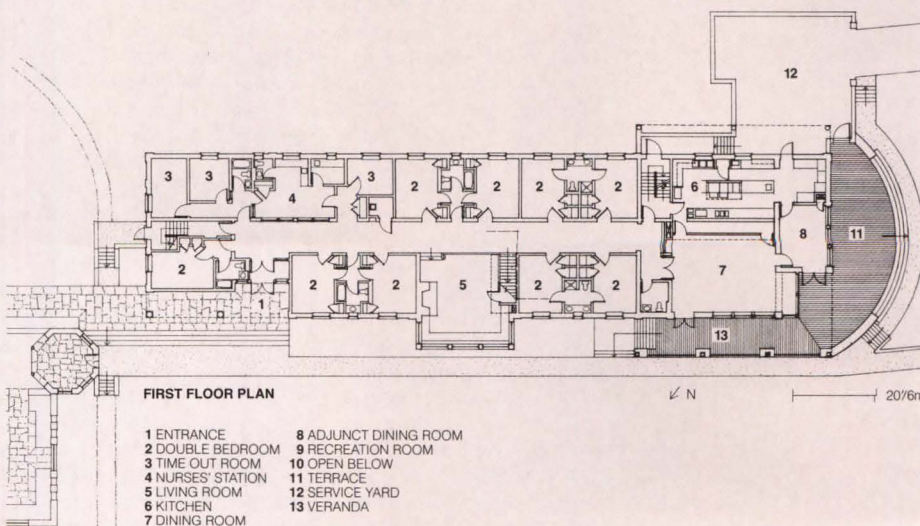 12
3 3 4 3 2 2 2 2 6 8 11
2 1 2 2 5 2 2 7
13
FIRST FLOOR PLAN
N 20'/6m
1 ENTRANCE
2 DOUBLE BEDROOM
3 TIME OUT ROOM
4 NURSES' STATION
5 LIVING ROOM
6 KITCHEN
7 DINING ROOM
8 ADJUNCT DINING ROOM
9 RECREATION ROOM
10 OPEN BELOW
11 TERRACE
12 SERVICE YARD
13 VERANDA